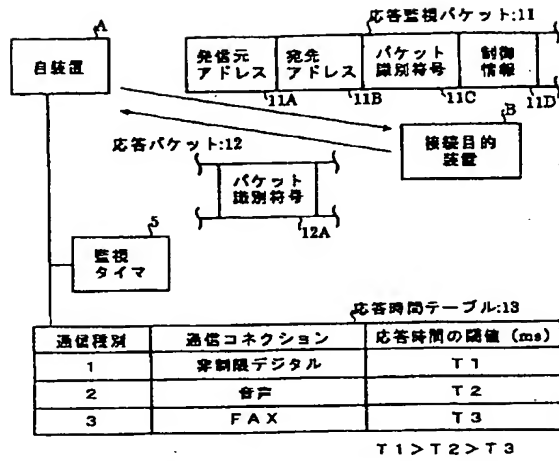 応答監視パケット:11
A
自装置
発信元
アドレス
宛先
アドレス
パケット
識別符号
制御
情報
11A
11B
11C
11D
B
接続目的
装置
応答パケット:12
パケット
識別符号
12A
5
監視
タイマ
応答時間テーブル:13
通信種別 通信コネクション 応答時間の閾値 (ms)
1 非制限デジタル T1
2 音声 T2
3 FAX T3
T1>T2>T3